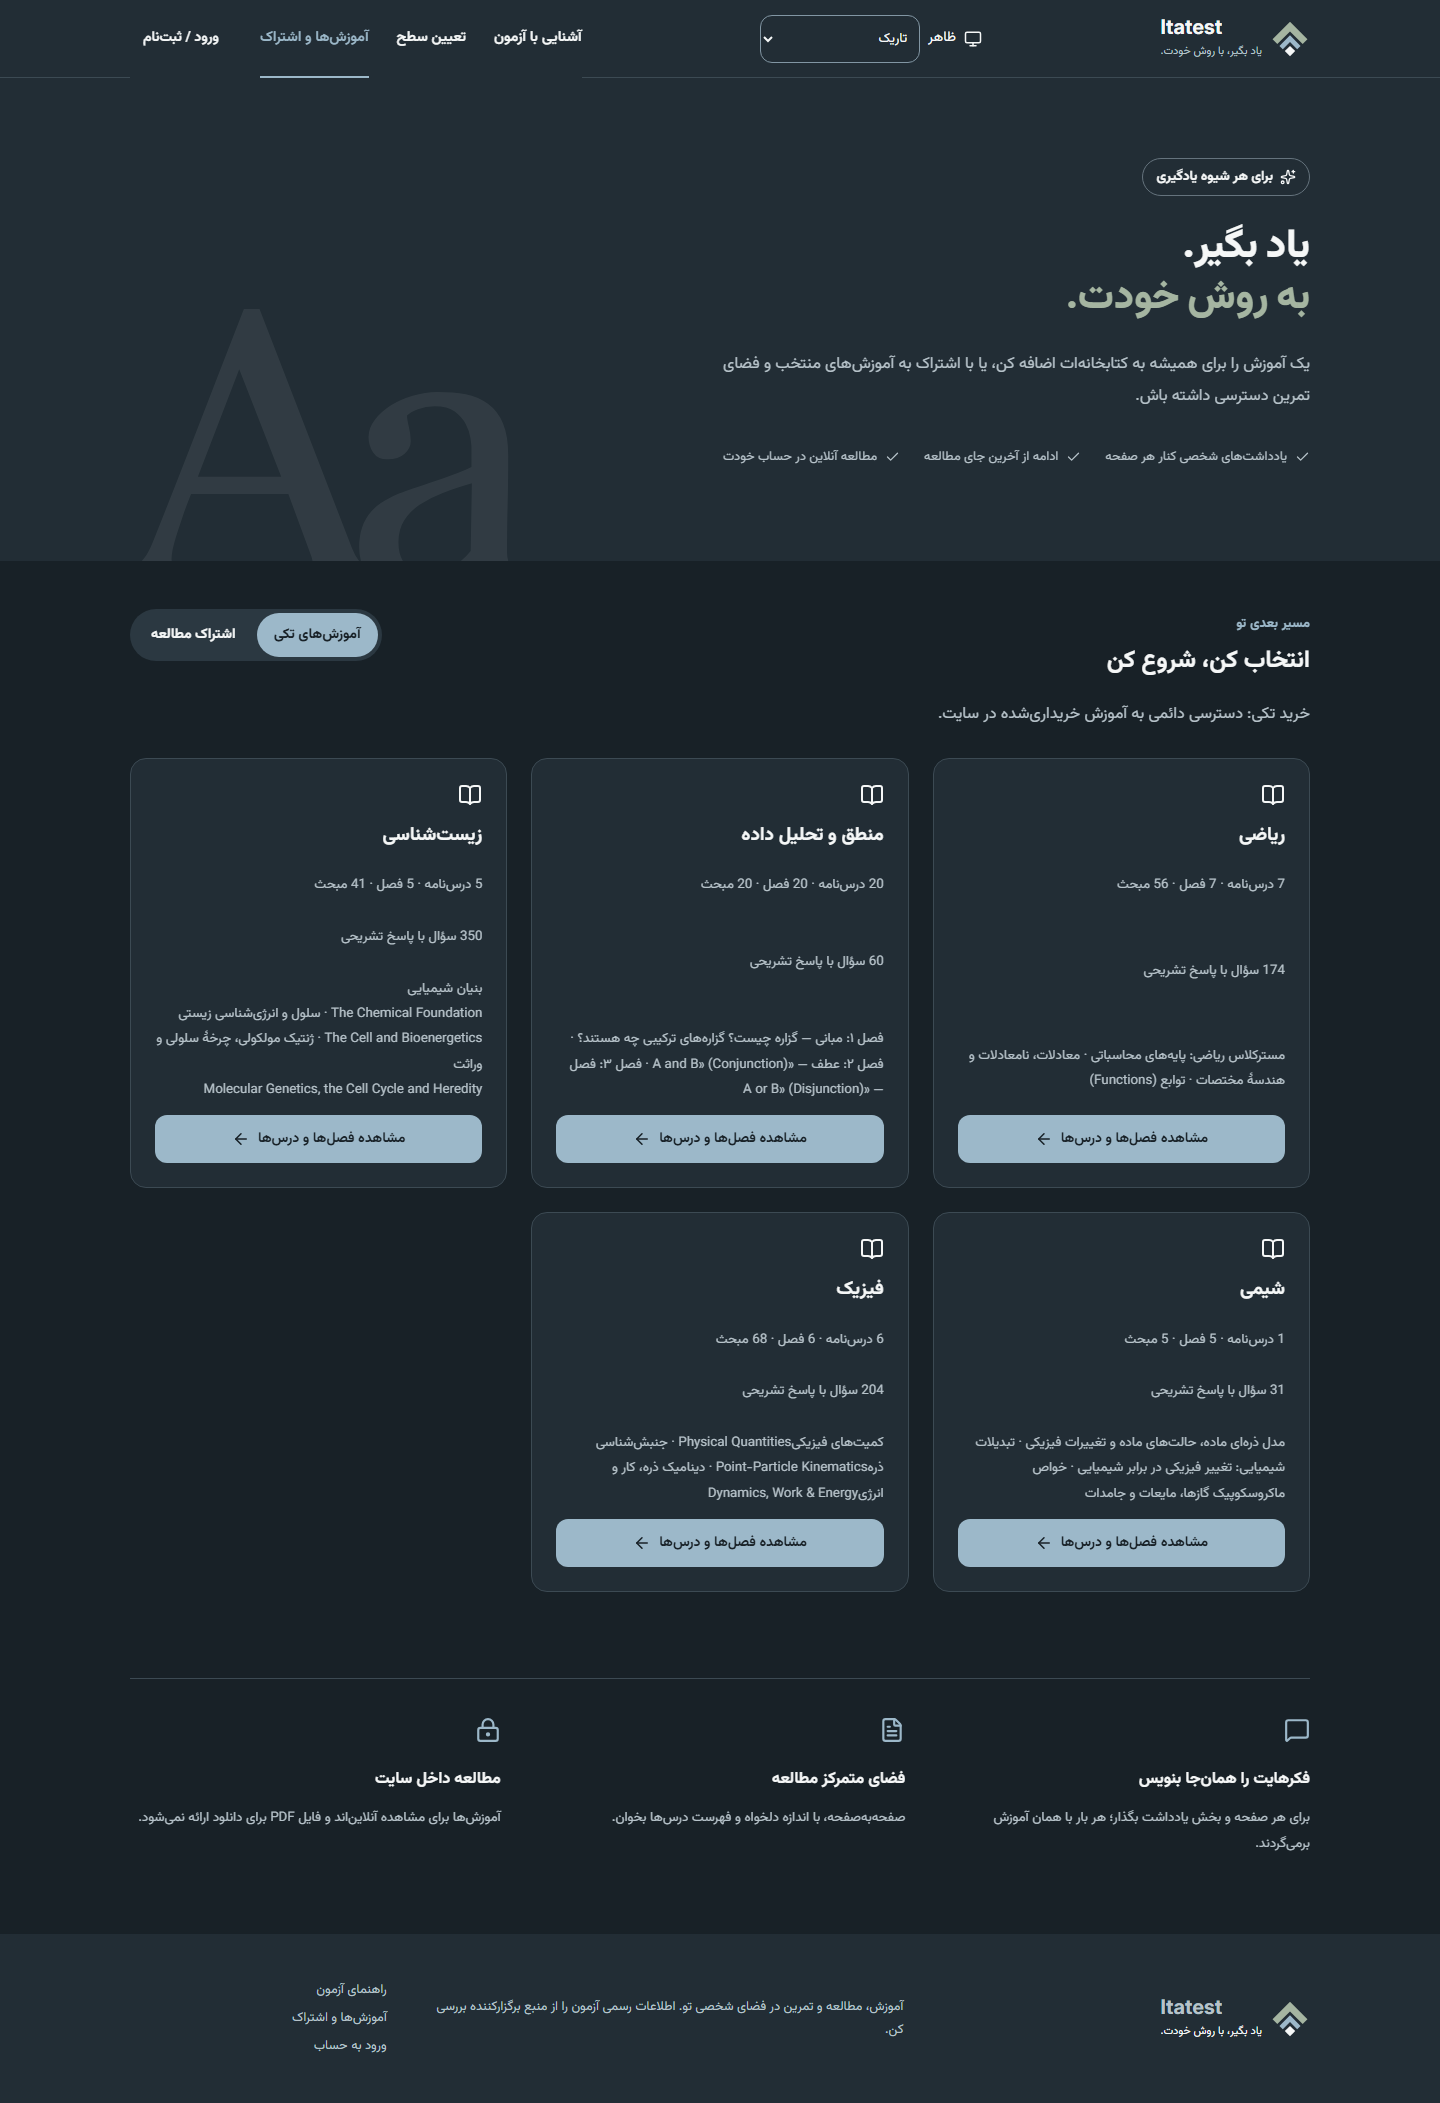 Itatest
یاد بگیر، با روش خودت.
ظاهر
تاریک
آشنایی با آزمون
تعیین سطح
آموزش‌ها و اشتراک
ورود / ثبت‌نام
برای هر شیوه یادگیری
یاد بگیر.
به روش خودت.
یک آموزش را برای همیشه به کتابخانه‌ات اضافه کن، یا با اشتراک به آموزش‌های منتخب و فضای
تمرین دسترسی داشته باش.
یادداشت‌های شخصی کنار هر صفحه
ادامه از آخرین جای مطالعه
مطالعه آنلاین در حساب خودت
Aa
مسیر بعدی تو
انتخاب کن، شروع کن
آموزش‌های تکی
اشتراک مطالعه
خرید تکی: دسترسی دائمی به آموزش خریداری‌شده در سایت.
ریاضی
7 درس‌نامه · 7 فصل · 56 مبحث
174 سؤال با پاسخ تشریحی
مسترکلاس ریاضی: پایه‌های محاسباتی · معادلات، نامعادلات و
هندسهٔ مختصات · توابع (Functions)
مشاهده فصل‌ها و درس‌ها
منطق و تحلیل داده
20 درس‌نامه · 20 فصل · 20 مبحث
60 سؤال با پاسخ تشریحی
فصل ۱: مبانی — گزاره چیست؟ گزاره‌های ترکیبی چه هستند؟ ·
فصل ۲: عطف — «A and B» (Conjunction) · فصل ۳: فصل
— «A or B» (Disjunction)
مشاهده فصل‌ها و درس‌ها
زیست‌شناسی
5 درس‌نامه · 5 فصل · 41 مبحث
350 سؤال با پاسخ تشریحی
بنیان شیمیایی
The Chemical Foundation · سلول و انرژی‌شناسی زیستی
The Cell and Bioenergetics · ژنتیک مولکولی، چرخهٔ سلولی و
وراثت
Molecular Genetics, the Cell Cycle and Heredity
مشاهده فصل‌ها و درس‌ها
شیمی
1 درس‌نامه · 5 فصل · 5 مبحث
31 سؤال با پاسخ تشریحی
مدل ذره‌ای ماده، حالت‌های ماده و تغییرات فیزیکی · تبدیلات
شیمیایی: تغییر فیزیکی در برابر شیمیایی · خواص
ماکروسکوپیک گازها، مایعات و جامدات
مشاهده فصل‌ها و درس‌ها
فیزیک
6 درس‌نامه · 6 فصل · 68 مبحث
204 سؤال با پاسخ تشریحی
کمیت‌های فیزیکیPhysical Quantities · جنبش‌شناسی
ذرهPoint-Particle Kinematics · دینامیک ذره، کار و
انرژیDynamics, Work & Energy
مشاهده فصل‌ها و درس‌ها
فکرهایت را همان‌جا بنویس
برای هر صفحه و بخش یادداشت بگذار؛ هر بار با همان آموزش
برمی‌گردند.
فضای متمرکز مطالعه
صفحه‌به‌صفحه، با اندازه دلخواه و فهرست درس‌ها بخوان.
مطالعه داخل سایت
آموزش‌ها برای مشاهده آنلاین‌اند و فایل PDF برای دانلود ارائه نمی‌شود.
Itatest
یاد بگیر، با روش خودت.
آموزش، مطالعه و تمرین در فضای شخصی تو. اطلاعات رسمی آزمون را از منبع برگزارکننده بررسی
کن.
راهنمای آزمون
آموزش‌ها و اشتراک
ورود به حساب